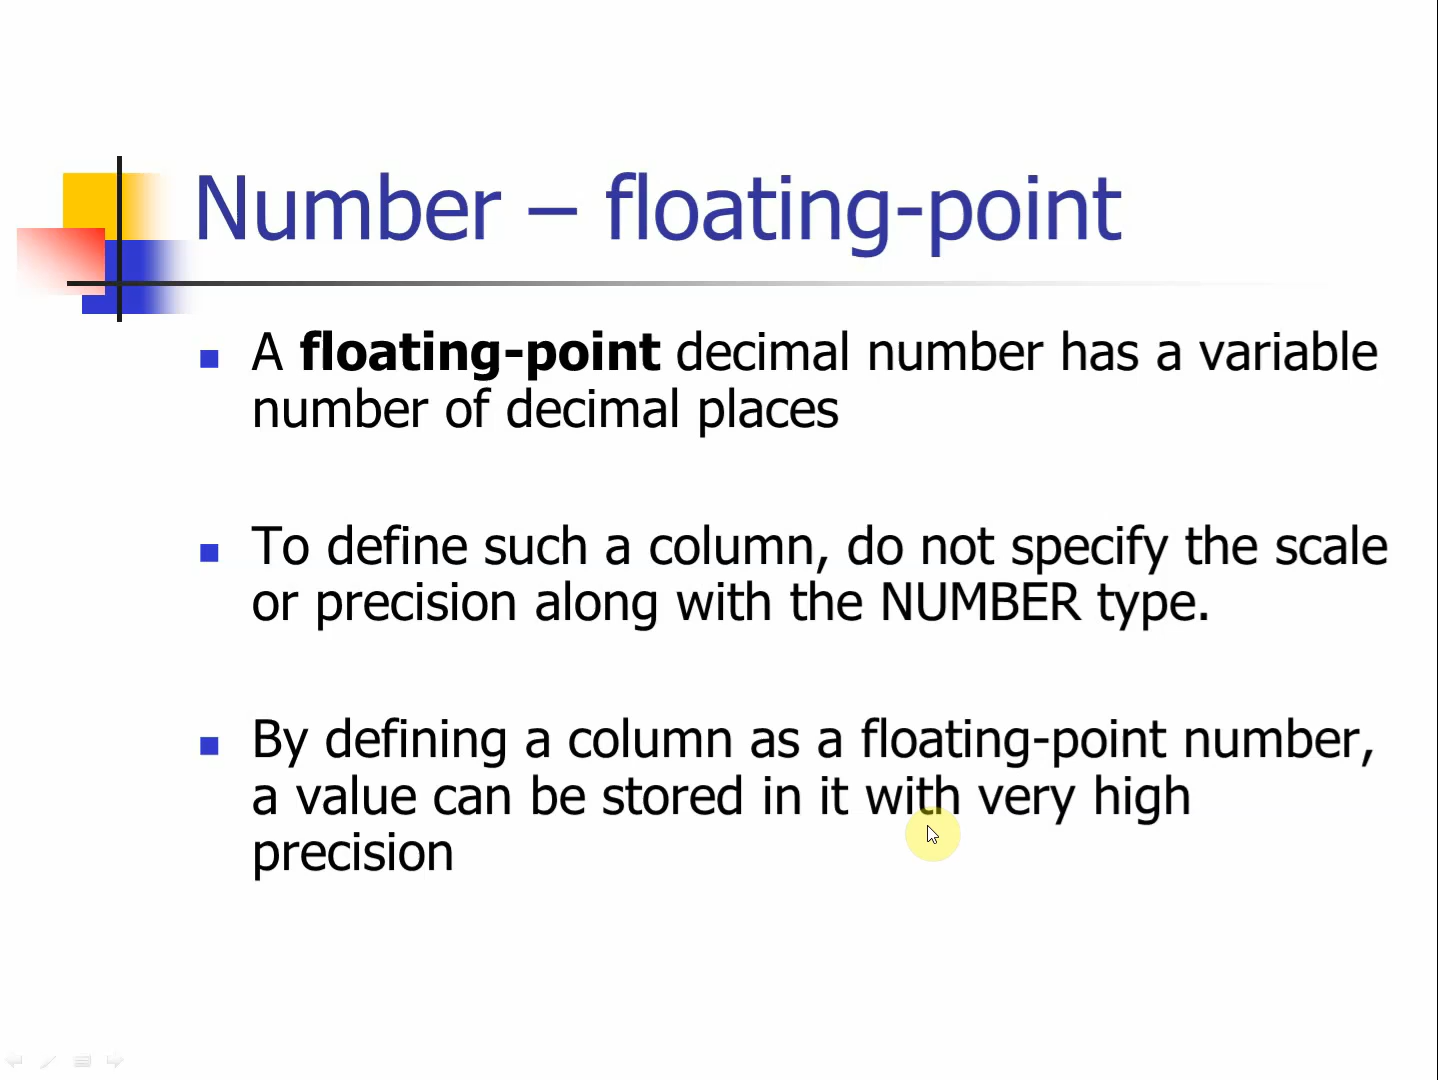 Number – floating-point
A floating-point decimal number has a variable
number of decimal places
To define such a column, do not specify the scale
or precision along with the NUMBER type.
By defining a column as a floating-point number,
a value can be stored in it with very high
precision